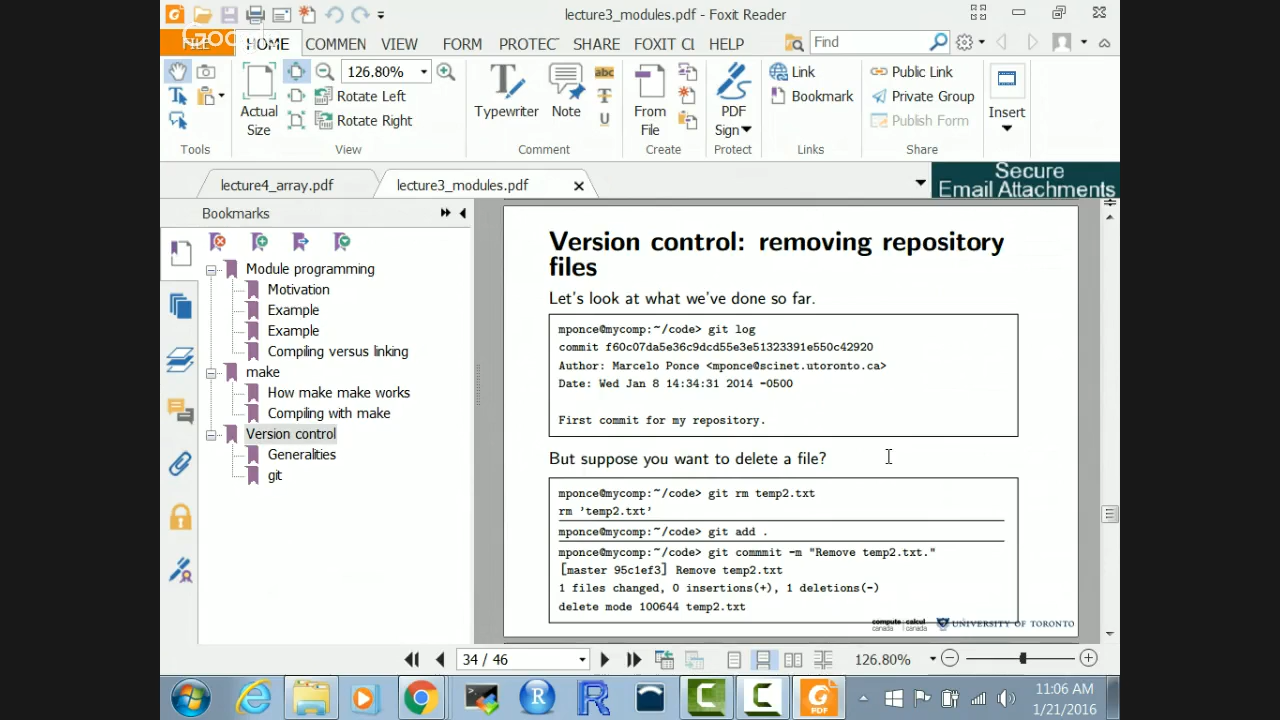 lecture3_modules.pdf - Foxit Reader
FILE HOME COMMEN VIEW FORM PROTEC SHARE FOXIT CL HELP Find
126.80%
Actual
Size
Rotate Left
Rotate Right
Typewriter
Note
From
File
PDF
Sign
Link
Bookmark
Public Link
Private Group
Publish Form
Insert
Tools View Comment Create Protect Links Share
lecture4_array.pdf lecture3_modules.pdf
Secure
Email Attachments
Bookmarks
Module programming
Motivation
Example
Example
Compiling versus linking
make
How make make works
Compiling with make
Version control
Generalities
git
Version control: removing repository
files
Let's look at what we've done so far.
mponce@mycomp:~/code> git log
commit f60c07da5e36c9dcd55e3e51323391e550c42920
Author: Marcelo Ponce <mponce@scinet.utoronto.ca>
Date: Wed Jan 8 14:34:31 2014 -0500
First commit for my repository.
But suppose you want to delete a file?
mponce@mycomp:~/code> git rm temp2.txt
rm 'temp2.txt'
mponce@mycomp:~/code> git add .
mponce@mycomp:~/code> git commmit -m "Remove temp2.txt."
[master 95c1ef3] Remove temp2.txt
1 files changed, 0 insertions(+), 1 deletions(-)
delete mode 100644 temp2.txt
compute calcul
canada canada
UNIVERSITY OF TORONTO
34 / 46
126.80%
11:06 AM
1/21/2016